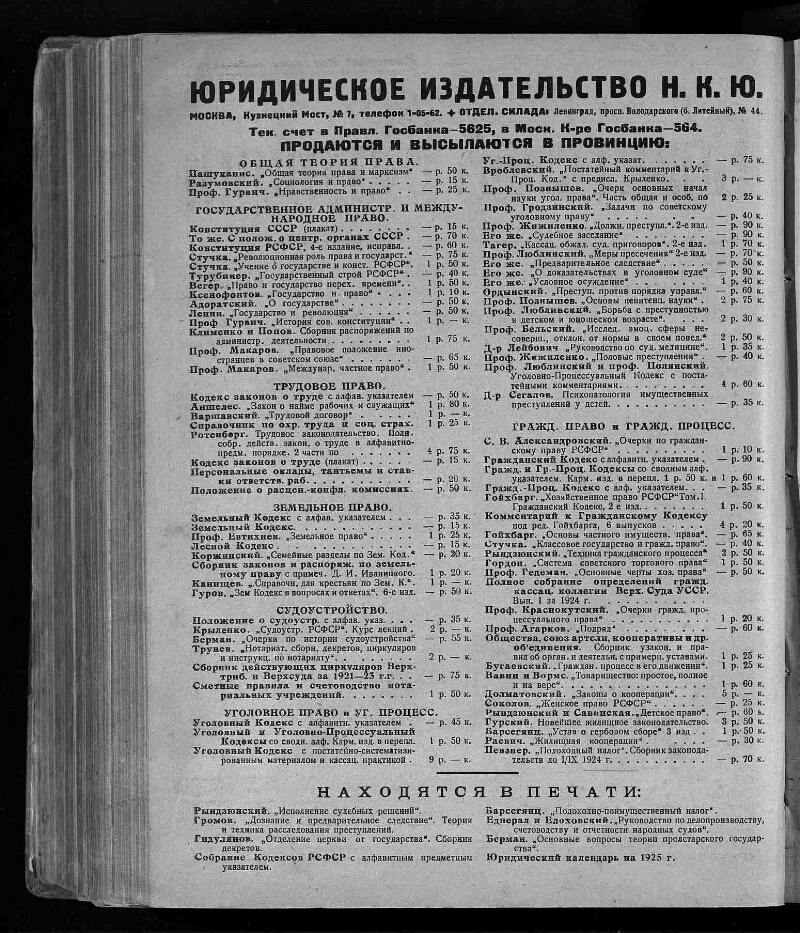 ЮРИДИЧЕСКОЕ ИЗДАТЕЛЬСТВО Н. К. Ю.
МОСКВА, Кузнецкий Мост, № 7, телефон 1-05-62. ✦ ОТДЕЛ. СКЛАДА: Ленинград, просп. Володарского (б. Литейный), № 44.
Тек. счет в Правл. Госбанка—5625, в Моск. К-ре Госбанка—564.
ПРОДАЮТСЯ И ВЫСЫЛАЮТСЯ В ПРОВИНЦИЮ:
ОБЩАЯ ТЕОРИЯ ПРАВА.
Пашуканис. „Общая теория права и марксизм“ — р. 50 к.
Разумовский. „Социология и право“ . . . . . — р. 15 к.
Проф. Гурвич. „Нравственность и право“ . . — р. 25 к.
ГОСУДАРСТВЕННОЕ АДМИНИСТР. И МЕЖДУ-
НАРОДНОЕ ПРАВО.
Конституция СССР (плакат) . . . . . . . — р. 15 к.
То же. С полож. о центр. органах СССР . — р. 70 к.
Конституция РСФСР, 4-е издание, исправл. . — р. 60 к.
Стучка. „Революционная роль права и государст.“ — р. 75 к.
Стучка. „Учение о государстве и конст. РСФСР“. 1 р. 50 к.
Турубинер. „Государственный строй РСФСР“ . — р. 40 к.
Вегер. „Право и государство перех. времени“. . 1 р. 50 к.
Ксенофонтов. „Государство и право“ . . . . 1 р. 10 к.
Адоратский. „О государстве“ . . . . . . — р. 50 к.
Ленин. „Государство и революция“ . . . . . — р. 50 к.
Проф Гурвич. „История сов. конституции“ . . 1 р. — к.
Клименко и Попов. Сборник распоряжений по
администр. деятельности . . . . . . . 1 р. 75 к.
Проф. Макаров. „Правовое положение ино-
странцев в советском союзе“ . . . . . . — р. 65 к.
Проф. Макаров. „Междунар. частное право“ . 1 р. 50 к.
ТРУДОВОЕ ПРАВО.
Кодекс законов о труде с алфав. указателем — р. 50 к.
Аншелес. „Закон о найме рабочих и служащих“ 1 р. 80 к.
Варшавский. „Трудовой договор“ . . . . . . 1 р. — к.
Справочник по охр. труда и соц. страх. 1 р. 25 к.
Ротенберг. Трудовое законодательство. Полн.
собр. действ. закон. о труде в алфавитно-
предм. порядке. 2 части по . . . . . . 4 р. 75 к.
Кодекс законов о труде (плакат) . . . . . — р. 15 к.
Персональные оклады, тантьемы и став-
ки ответств. раб. . . . . . . . . . . — р. 20 к.
Положение о расцен.-конфл. комиссиях. — р. 50 к.
ЗЕМЕЛЬНОЕ ПРАВО.
Земельный Кодекс с алфав. указателем . . . — р. 35 к.
Земельный Кодекс. . . . . . . . . . . — р. 15 к.
Проф. Евтихиев. „Земельное право“ . . . . 1 р. 25 к.
Лесной Кодекс . . . . . . . . . . . . — р. 15 к.
Коржинский. „Семейные разделы по Зем. Код.“ — р. 20 к.
Сборник законов и распоряж. по земель-
ному праву с примеч. Д. И. Иваницкого. 1 р. 20 к.
Канищев. „Справочн. для крестьян по Зем. К.“. 1 р. — к.
Гуров. „Зем Кодекс в вопросах и ответах“. 6-е изл. — р. 50 к.
СУДОУСТРОЙСТВО.
Положение о судоустр. с алфав. указ. . . . — р. 35 к.
Крыленко. „Судоустр. РСФСР“. Курс лекций . 2 р. — к.
Берман. „Очерки по истории судоустройства“ — р. 55 к.
Трунев. „Нотариат. сборн. декретов, циркуляров
и инструкц. по нотариату“ . . . . . . . 2 р. — к.
Сборник действующих циркуляров Верх-
триб. и Верхсуда за 1921—23 г.г. . . . — р. 75 к.
Сметные правила и счетоводство нота-
риальных учреждений. . . . . . . . . 1 р. 50 к.
УГОЛОВНОЕ ПРАВО и УГ. ПРОЦЕСС.
Уголовный Кодекс с алфавитн. указателем . — р. 45 к.
Уголовный и Уголовно-Процессуальный
Кодексы со сводн. алф. Карм. изд. в перепл. 1 р. 50 к.
Уголовный Кодекс с постатейно-систематизи-
рованным материалом и кассац. практикой . 9 р. — к.
Уг.-Проц. Кодекс с алф. указат. . . . . . . — р. 75 к.
Вроблевский. „Постатейный комментарий к Уг.-
Проц. Код.“ с предисл. Крыленко. . . . 3 р. — к.
Проф. Познышов. „Очерк основных начал
науки угол. права“. Часть общая и особ. по 2 р. 25 к.
Проф. Гродзинский. „Задачи по советскому
уголовному праву“ . . . . . . . . . . — р. 40 к.
Проф. Жижиленко. „Должн. преступл.“. 2-е изд. — р. 90 к.
Его же. „Судебное заседание“ . . . . . . . — р. 90 к.
Тагер. „Кассац. обжал. суд. приговоров“. 2-е изд. 1 р. 70 к.
Проф. Люблинский. „Меры пресечения“ 2-е изд. — р. 70 к.
Его же. „Предварительное следствие“. . . . . — р. 50 к.
Его же. „О доказательствах в уголовном суде“ — р. 90 к.
Его же. „Условное осуждение“ . . . . . . . 1 р. 40 к.
Ордынский. „Преступл. против порядка управл.“ — р. 60 к.
Проф. Познышев. „Основы пенитенц. науки“ . 2 р. 75 к.
Проф. Люблинский. „Борьба с преступностью
в детском и юношеском возрасте“. . . . 2 р. 30 к.
Проф. Бельский. „Исслед. эмоц. сферы не-
соверш., отклон. от нормы в своем повед.“ 2 р. 50 к.
Д-р Лейбович „Руководство по суд. медицине“. 1 р. 35 к.
Проф. Жижиленко. „Половые преступления“ . — р. 40 к.
Проф. Люблинский и проф. Полянский.
Уголовно-Процессуальный Кодекс с поста-
тейными комментариями. . . . . . . . 4 р. 60 к.
Д-р Сегалов. Психопатология имущественных
преступлений у детей. . . . . . . . . — р. 35 к.
ГРАЖД. ПРАВО и ГРАЖД. ПРОЦЕСС.
С. В. Александровский. „Очерки по граждан-
скому праву РСФСР“ . . . . . . . . . 1 р. 10 к.
Гражданский Кодекс с алфавитн. указателем . — р. 90 к.
Гражд. и Гр.-Проц. Кодексы со сводным алф.
указателем. Карм. изд. в перепл. 1 р. 50 к. и 1 р. 60 к.
Гражд.-Проц. Кодекс с алф. указателем . . . — р. 35 к.
Гойхбарг. „Хозяйственное право РСФСР“ Том. I.
Гражданский Кодекс, 2 е изд. . . . . . . 1 р. 50 к.
Комментарий к Гражданскому Кодексу
под ред. Гойхбарга, 6 выпусков . . . . . 4 р. 20 к.
Гойхбарг. „Основы частного имуществ. права“. — р. 65 к.
Стучка. „Классовое государство и гражд. право“. — р. 40 к.
Рындзюнский. „Техника гражданского процесса“ 2 р. 50 к.
Гордон. „Система советского торгового права“ 1 р. 50 к.
Проф. Гедеман. „Основные черты хоз. права“ — р. 50 к.
Полное собрание определений гражд.
кассац. коллегии Верх. Суда УССР.
Вып. 1 за 1924 г. . . . . . . . . . .
Проф. Краснокутский. „Очерки гражд. про-
цессуального права“ . . . . . . . . . 1 р. 20 к.
Проф. Агарков. „Подряд“ . . . . . . . . — р. 60 к.
Общества, союз артели, кооперативы и др.
об'единения. Сборник узакон. и пра-
вил об орган. и деятельн. с пример. уставами. 1 р. 25 к.
Бугаевский. „Граждан. процесс в его движении“. 1 р. 25 к.
Вавин и Вормс. „Товарищество: простое, полное
и на вере“. . . . . . . . . . . . . 1 р. 60 к.
Долматовский. „Законы о кооперации“ . . . 5 р. — к.
Соколов. „Женское право РСФСР“ . . . . . — р. 25 к.
Рындзюнский и Савинская. „Детское право“. — р. 60 к.
Гурский. Новейшее жилищное законодательство. 3 р. 50 к.
Барсегянц. „Устав о гербовом сборе“ 3 изд . . 1 р. 50 к.
Раевич. „Жилищная кооперация“ . . . . . . — р. 30 к.
Певзнер. „Подоходный налог“. Сборник законода-
тельств до 1/IX 1924 г. . . . . . . . . — р. 70 к.
НАХОДЯТСЯ В ПЕЧАТИ:
Рындзюнский. „Исполнение судебных решений“.
Громов. „Дознание и предварительное следствие“. Теория
и техника расследования преступлений.
Гидулянов. „Отделение церкви от государства“. Сборник
декретов.
Собрание Кодексов РСФСР с алфавитным предметным
указателем.
Барсегянц. „Подоходно-поимущественный налог“.
Еднерал и Елоховский. „Руководство по делопроизводству,
счетоводству и отчетности народных судов“.
Берман. „Основные вопросы теории пролетарского государ-
ства“.
Юридический календарь на 1925 г.